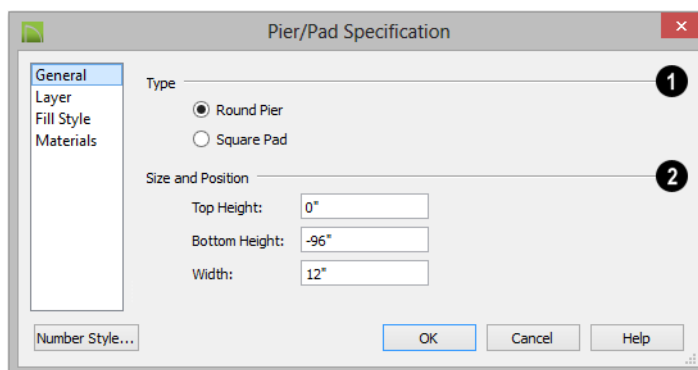 Pier/Pad Specification
General
Layer
Fill Style
Materials
Type
1
Round Pier
Square Pad
Size and Position
2
Top Height: 0"
Bottom Height: -96"
Width: 12"
Number Style...
OK
Cancel
Help